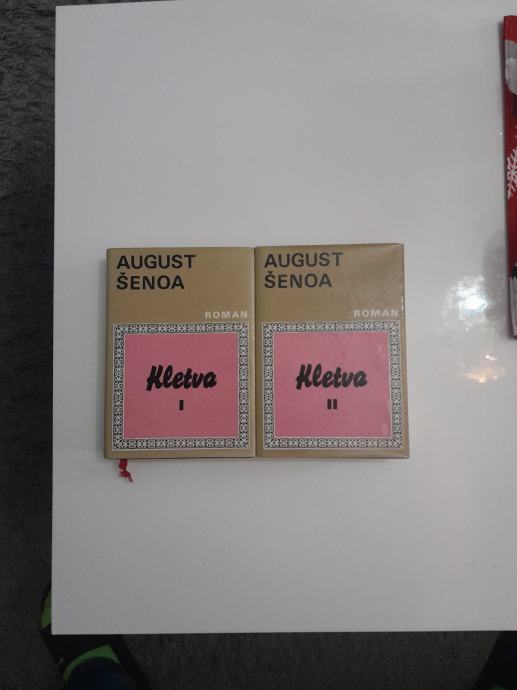 AUGUST
ŠENOA
ROMAN
Kletva
I
AUGUST
ŠENOA
ROMAN
Kletva
II